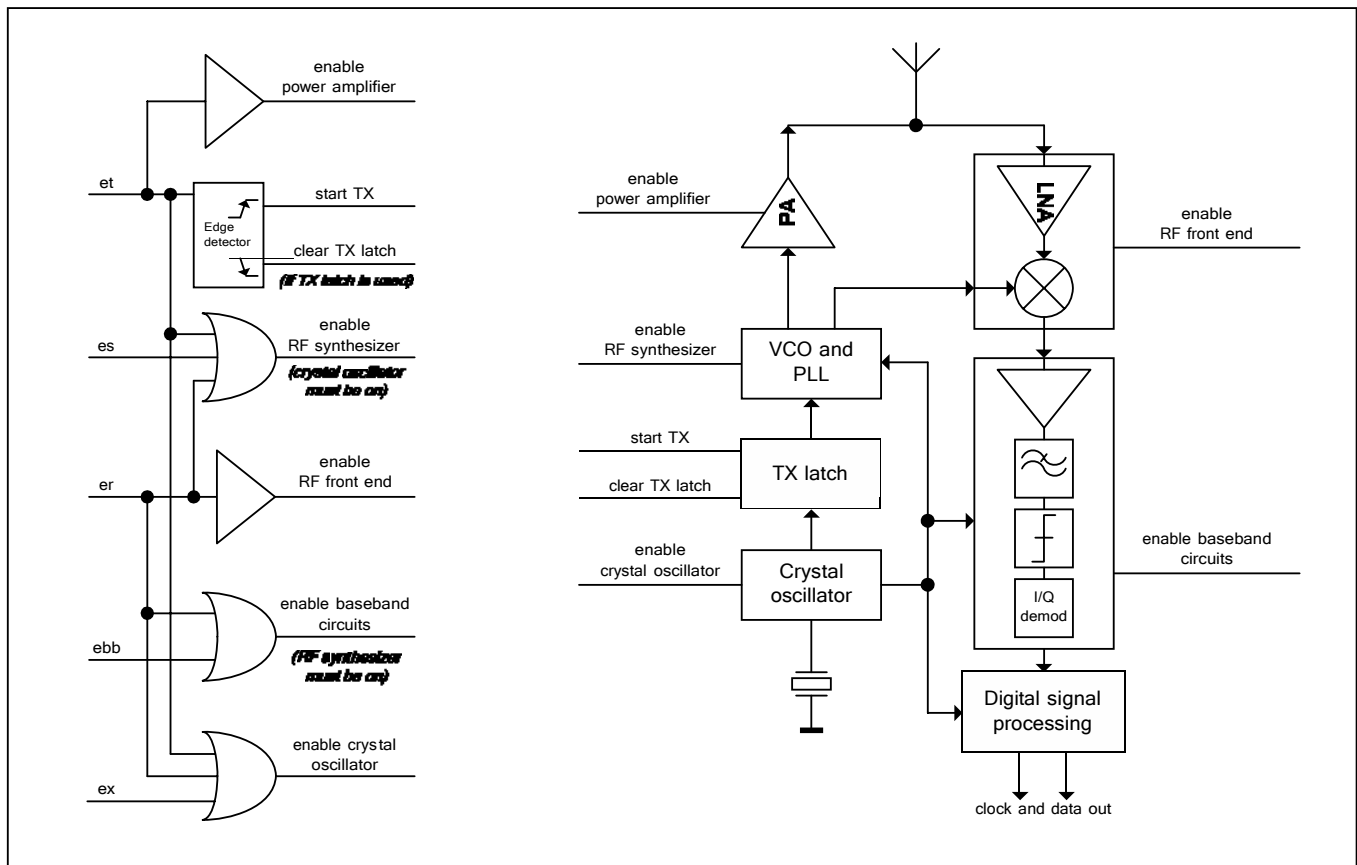 enable
power amplifier
et
start TX
Edge
detector
clear TX latch
(if TX latch is used)
es
enable
RF synthesizer
(crystal oscillator
must be on)
er
enable
RF front end
enable baseband
circuits
ebb
(RF synthesizer
must be on)
enable crystal
oscillator
ex
enable
power amplifier
PA
LNA
enable
RF front end
enable
RF synthesizer
VCO and
PLL
start TX
TX latch
clear TX latch
enable
crystal oscillator
Crystal
oscillator
I/Q
demod
enable baseband
circuits
Digital signal
processing
clock and data out